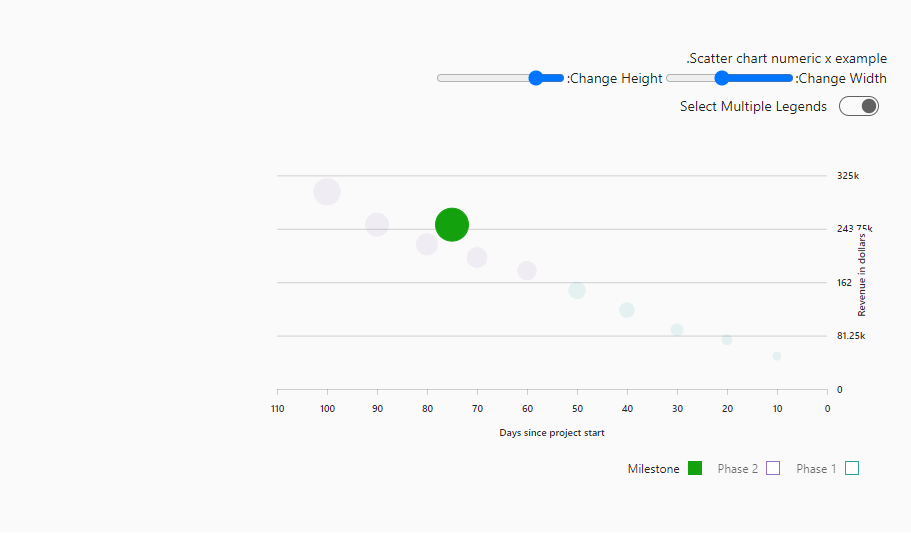 .Scatter chart numeric x example
:Change Height :Change Width
Select Multiple Legends
325k
243.75k
162
81.25k
0
Revenue in dollars
110 100 90 80 70 60 50 40 30 20 10 0
Days since project start
Milestone Phase 2 Phase 1